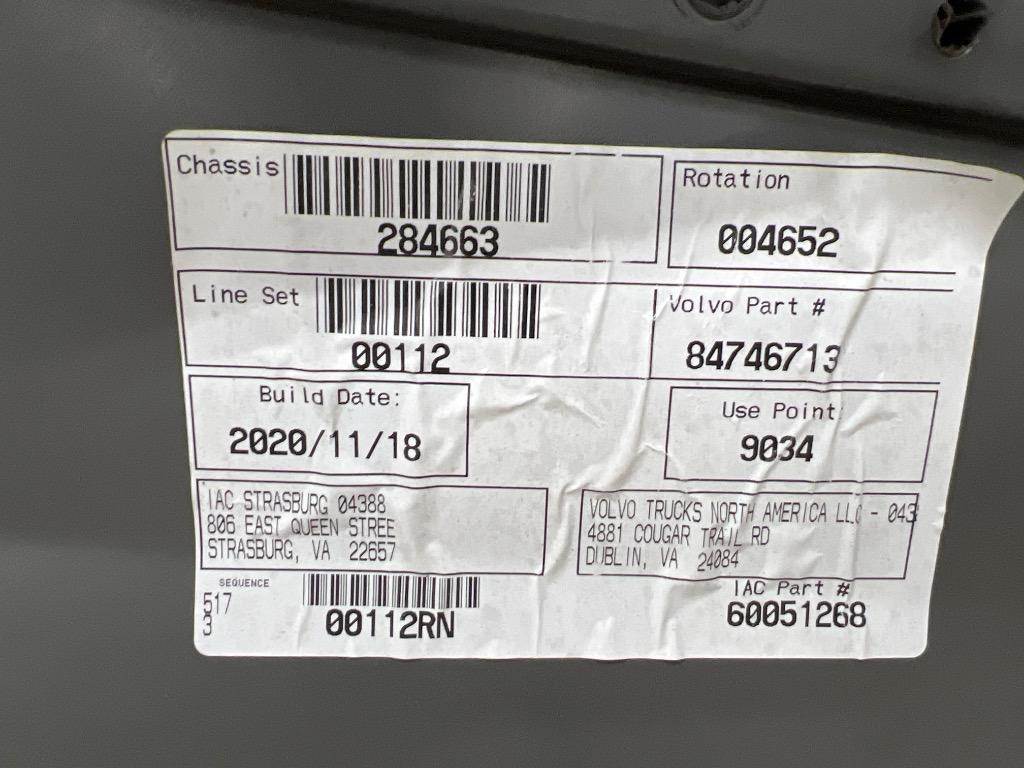 Chassis
284663
Rotation
004652
Line Set
00112
Volvo Part #
84746713
Build Date:
2020/11/18
Use Point:
9034
IAC STRASBURG 04388
806 EAST QUEEN STREE
STRASBURG, VA 22657
VOLVO TRUCKS NORTH AMERICA LLC - 043
4881 COUGAR TRAIL RD
DUBLIN, VA 24084
SEQUENCE
517
3
00112RN
IAC Part #
60051268